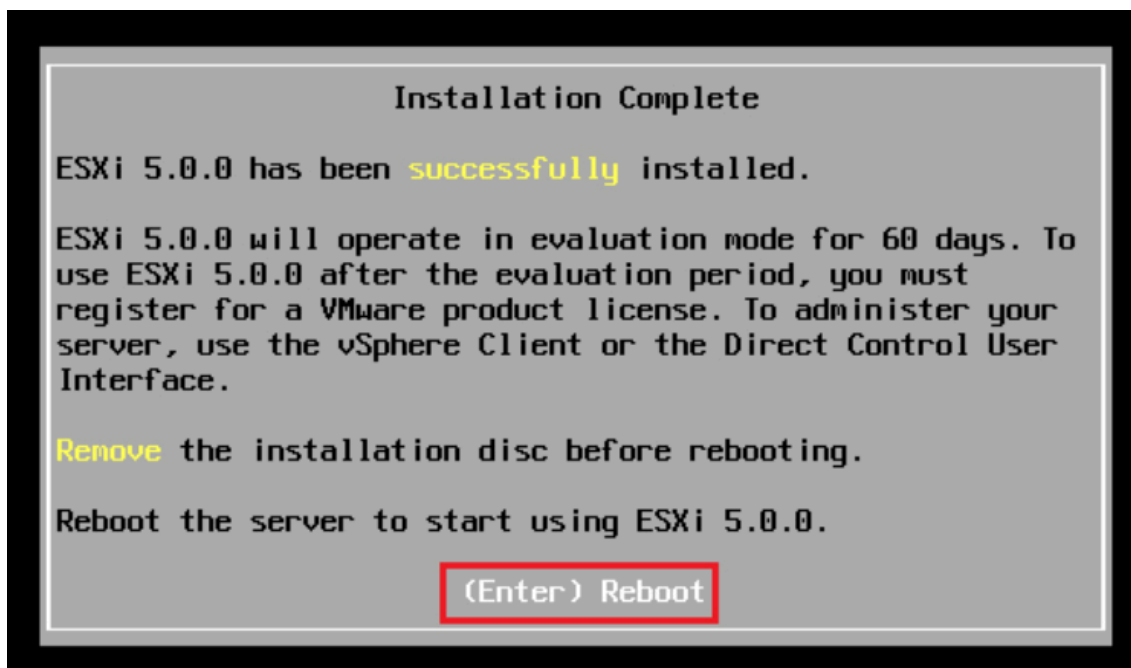 Installation Complete
ESXi 5.0.0 has been successfully installed.
ESXi 5.0.0 will operate in evaluation mode for 60 days. To
use ESXi 5.0.0 after the evaluation period, you must
register for a VMware product license. To administer your
server, use the vSphere Client or the Direct Control User
Interface.
Remove the installation disc before rebooting.
Reboot the server to start using ESXi 5.0.0.
(Enter) Reboot